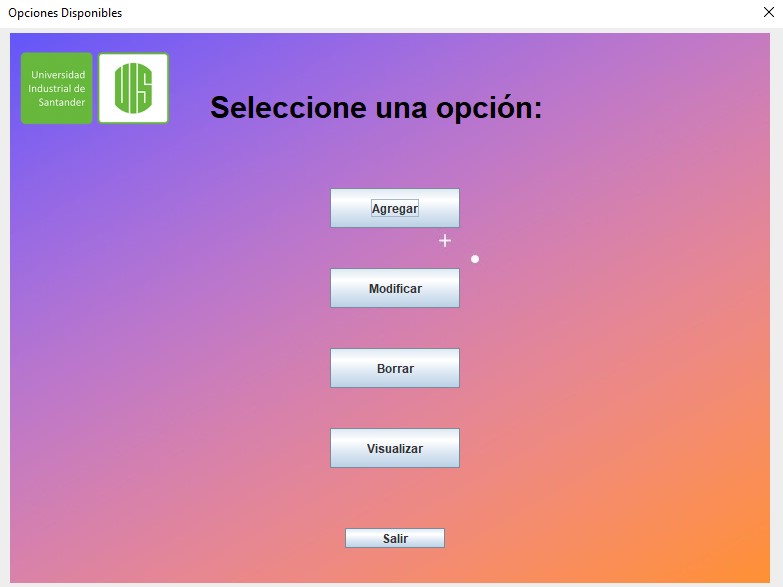 Opciones Disponibles
Universidad
Industrial de
Santander
UIS
Seleccione una opción:
Agregar
Modificar
Borrar
Visualizar
Salir